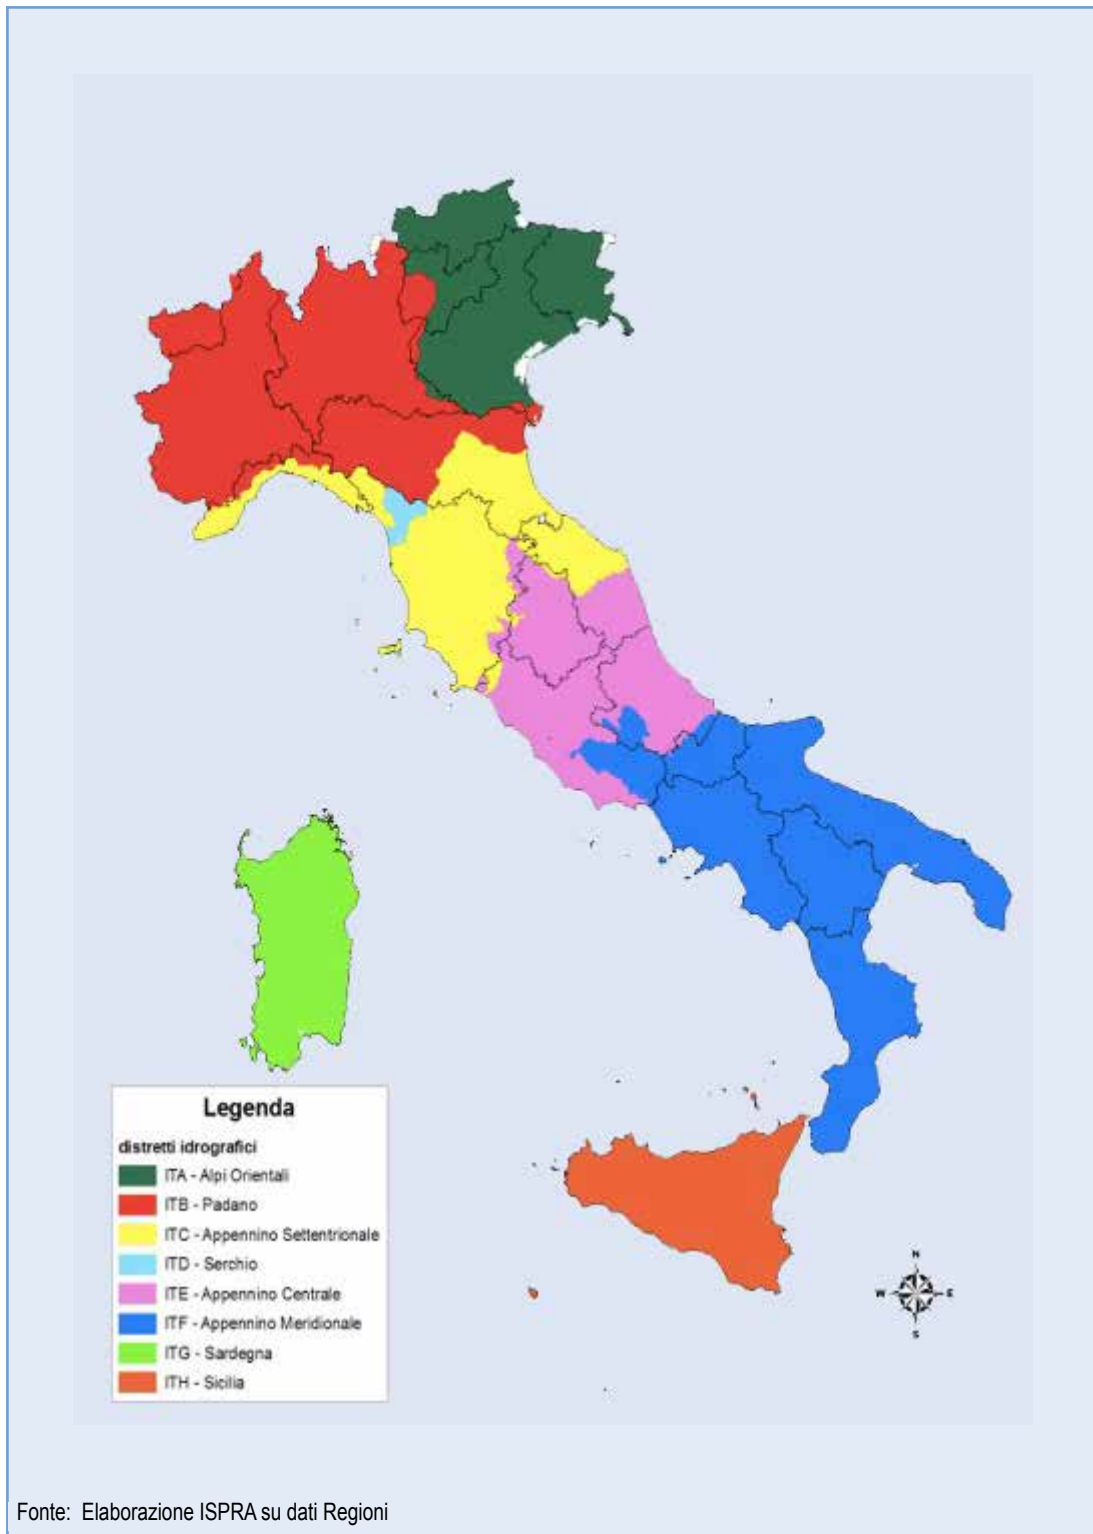 Legenda
distretti idrografici
ITA - Alpi Orientali
ITB - Padano
ITC - Appennino Settentrionale
ITD - Serchio
ITE - Appennino Centrale
ITF - Appennino Meridionale
ITG - Sardegna
ITH - Sicilia
N
W E
S
Fonte: Elaborazione ISPRA su dati Regioni